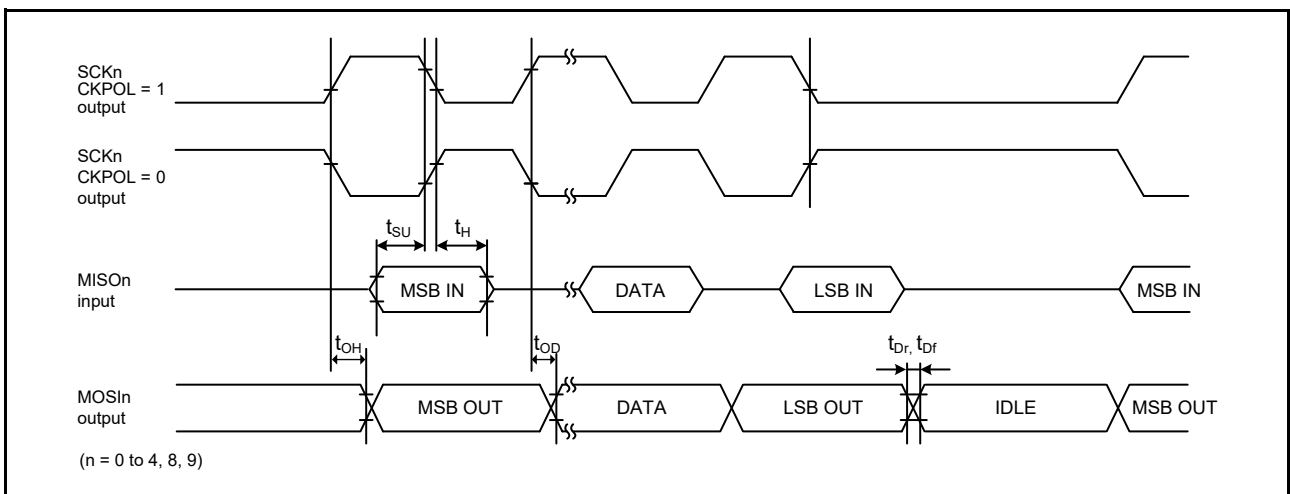 SCKn
CKPOL = 1
output
SCKn
CKPOL = 0
output
tSU
tH
MISOn
input
MSB IN
DATA
LSB IN
MSB IN
tOH
tOD
tDr, tDf
MOSIn
output
MSB OUT
DATA
LSB OUT
IDLE
MSB OUT
(n = 0 to 4, 8, 9)